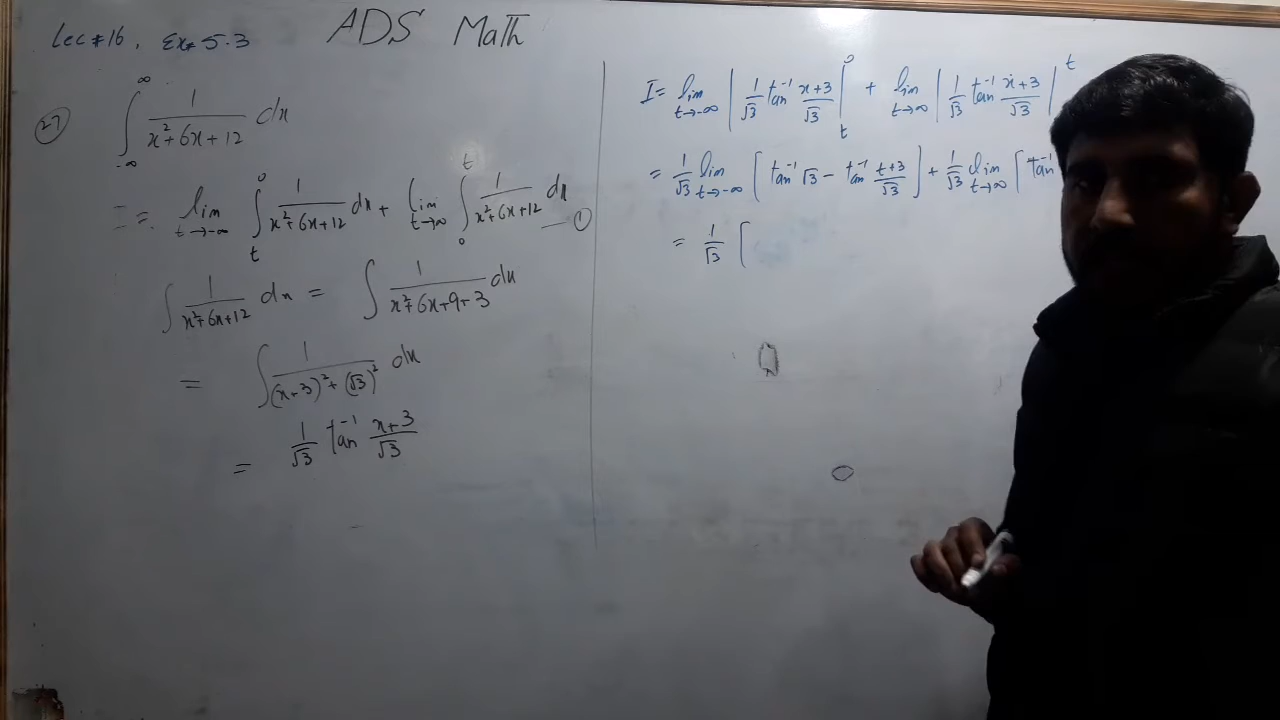 Lec # 16, Ex # 5.3
ADS Math
27 ∫_{-∞}^{∞} 1/(x²+6x+12) dx
I = lim_{t→-∞} ∫_t^0 1/(x²+6x+12) dx + lim_{t→∞} ∫_0^t 1/(x²+6x+12) dx — ①
∫ 1/(x²+6x+12) dx = ∫ 1/(x²+6x+9+3) dx
= ∫ 1/((x+3)²+(√3)²) dx
= 1/√3 tan⁻¹ (x+3)/√3
I = lim_{t→-∞} | 1/√3 tan⁻¹ (x+3)/√3 |_t^0 + lim_{t→∞} | 1/√3 tan⁻¹ (x+3)/√3 |^t
= 1/√3 lim_{t→-∞} [ tan⁻¹ √3 - tan⁻¹ (t+3)/√3 ] + 1/√3 lim_{t→∞} [ tan⁻¹
= 1/√3 [